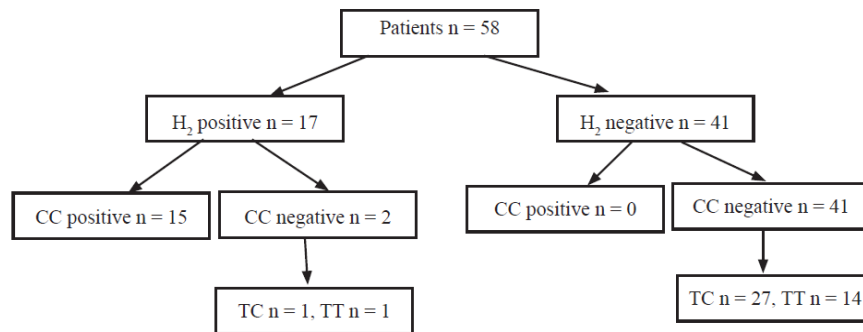 Patients n = 58
H₂ positive n = 17
H₂ negative n = 41
CC positive n = 15
CC negative n = 2
CC positive n = 0
CC negative n = 41
TC n = 1, TT n = 1
TC n = 27, TT n = 14